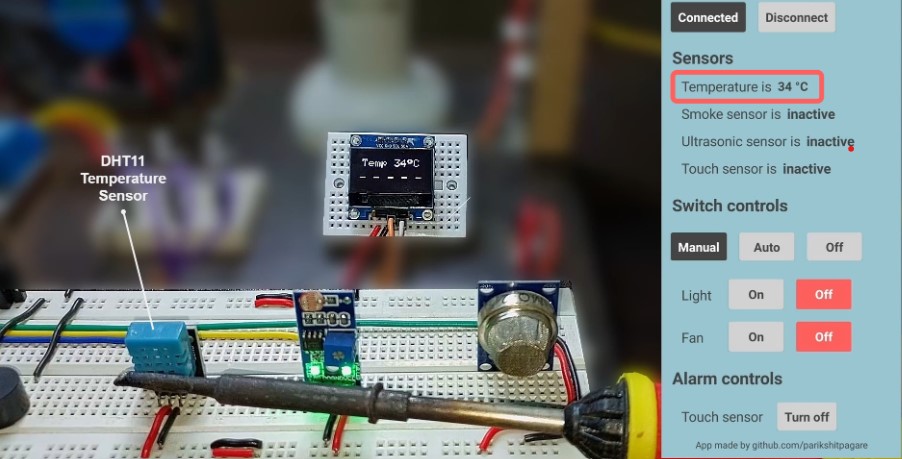 DHT11
Temperature
Sensor
Temp 34°C
- - - - -
Connected
Disconnect
Sensors
Temperature is 34 °C
Smoke sensor is inactive
Ultrasonic sensor is inactive
Touch sensor is inactive
Switch controls
Manual
Auto
Off
Light
On
Off
Fan
On
Off
Alarm controls
Touch sensor
Turn off
App made by github.com/parikshitpagare